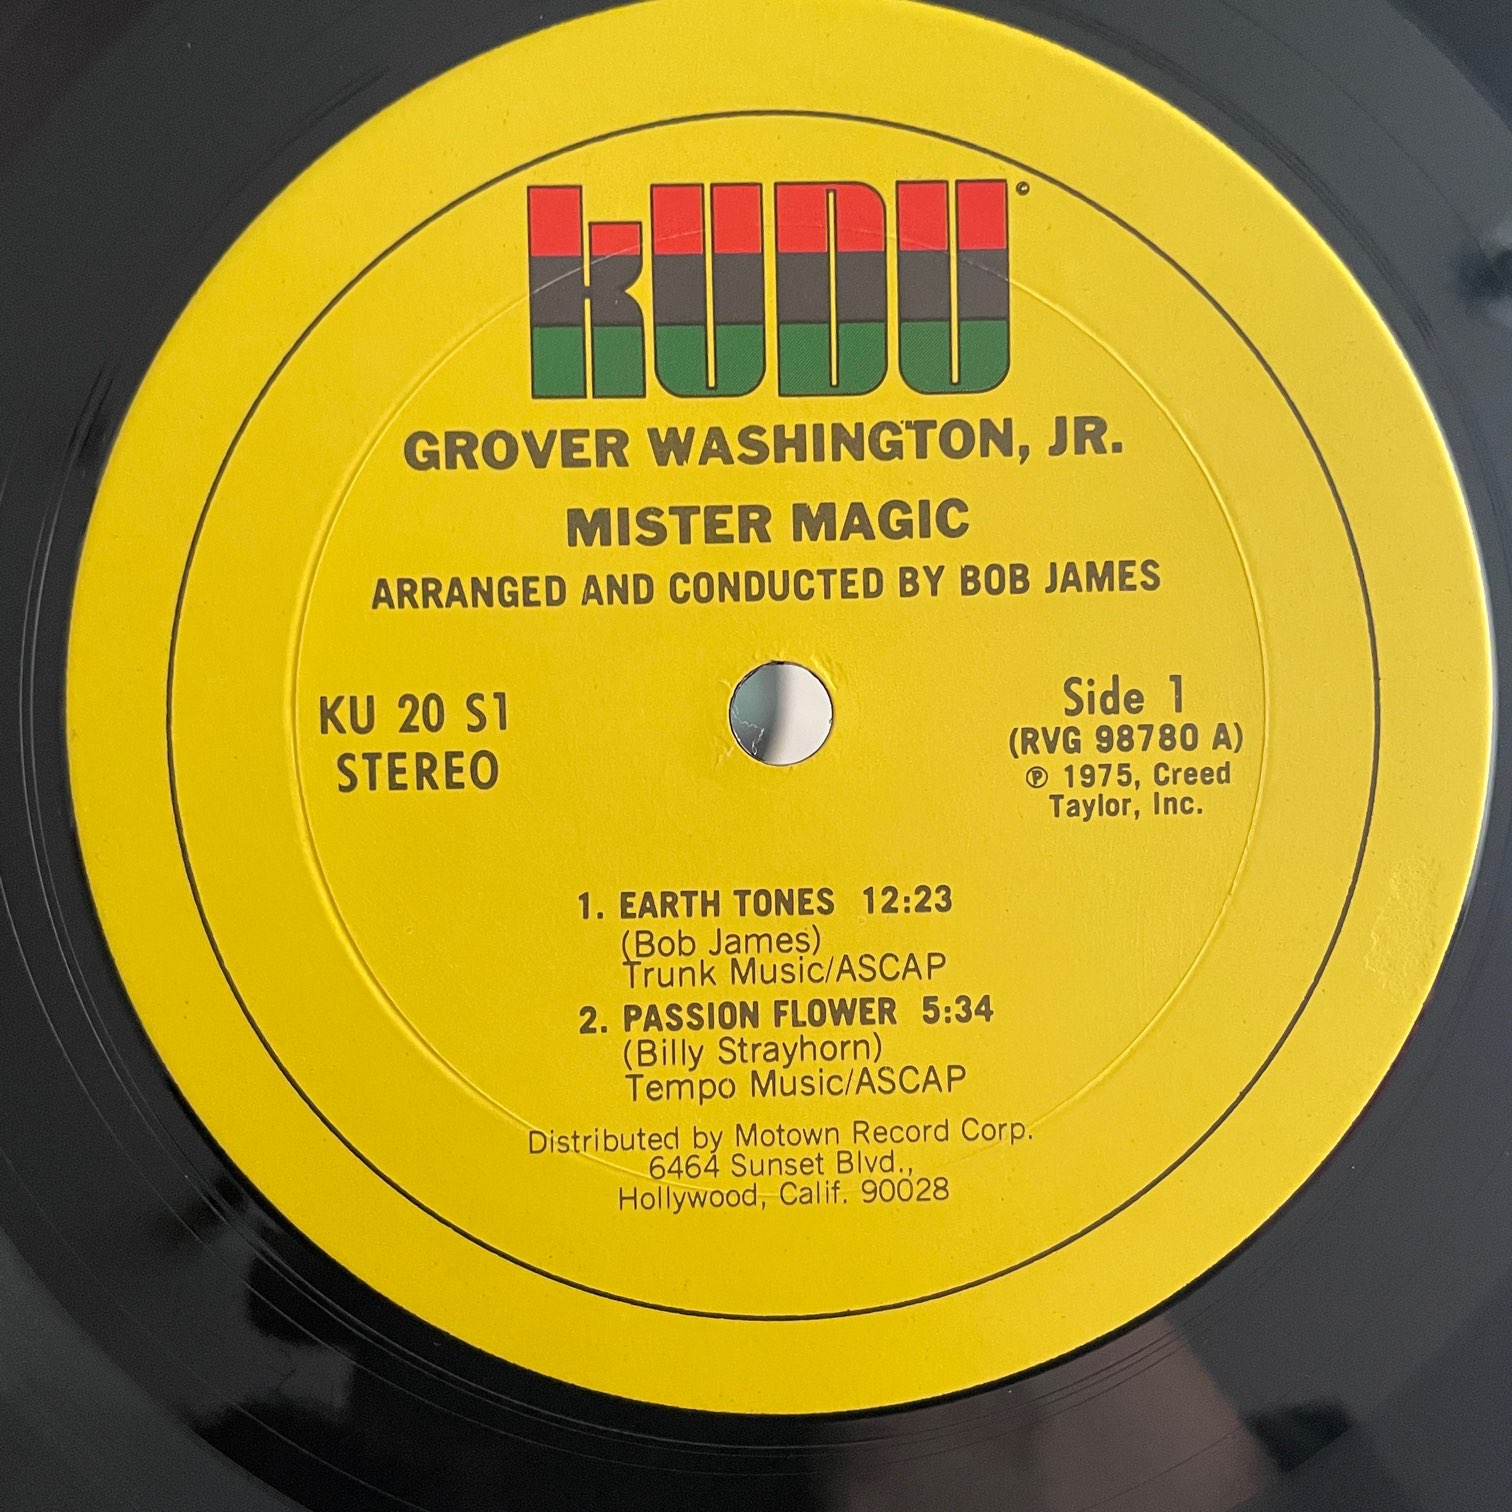 kUDU
GROVER WASHINGTON, JR.
MISTER MAGIC
ARRANGED AND CONDUCTED BY BOB JAMES
KU 20 S1
STEREO
Side 1
(RVG 98780 A)
℗ 1975, Creed
Taylor, Inc.
1. EARTH TONES 12:23
(Bob James)
Trunk Music/ASCAP
2. PASSION FLOWER 5:34
(Billy Strayhorn)
Tempo Music/ASCAP
Distributed by Motown Record Corp.
6464 Sunset Blvd.,
Hollywood, Calif. 90028